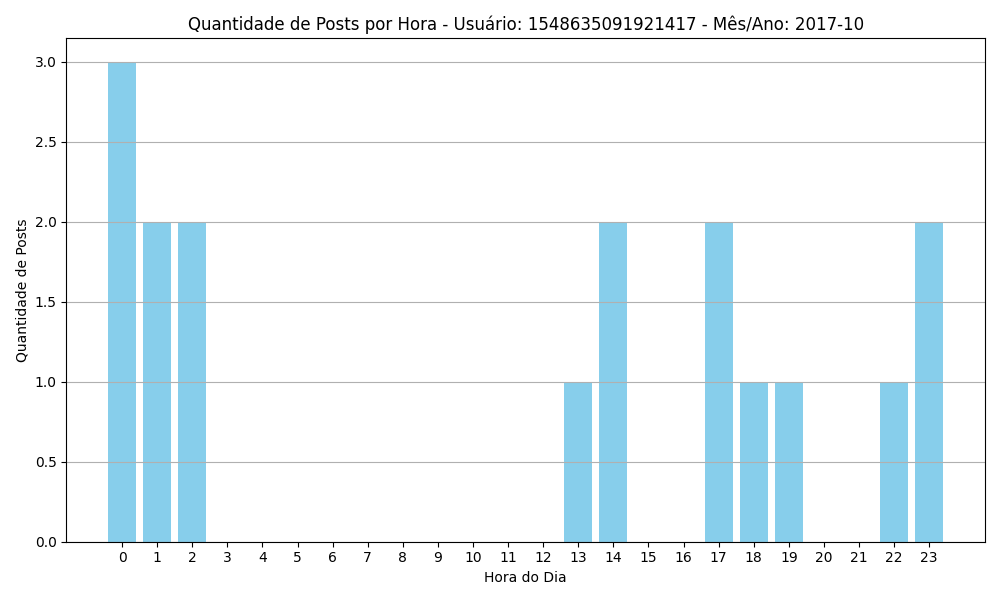 Quantidade de Posts por Hora - Usuário: 1548635091921417 - Mês/Ano: 2017-10
3.0
2.5
2.0
1.5
1.0
0.5
0.0
Quantidade de Posts
0 1 2 3 4 5 6 7 8 9 10 11 12 13 14 15 16 17 18 19 20 21 22 23
Hora do Dia